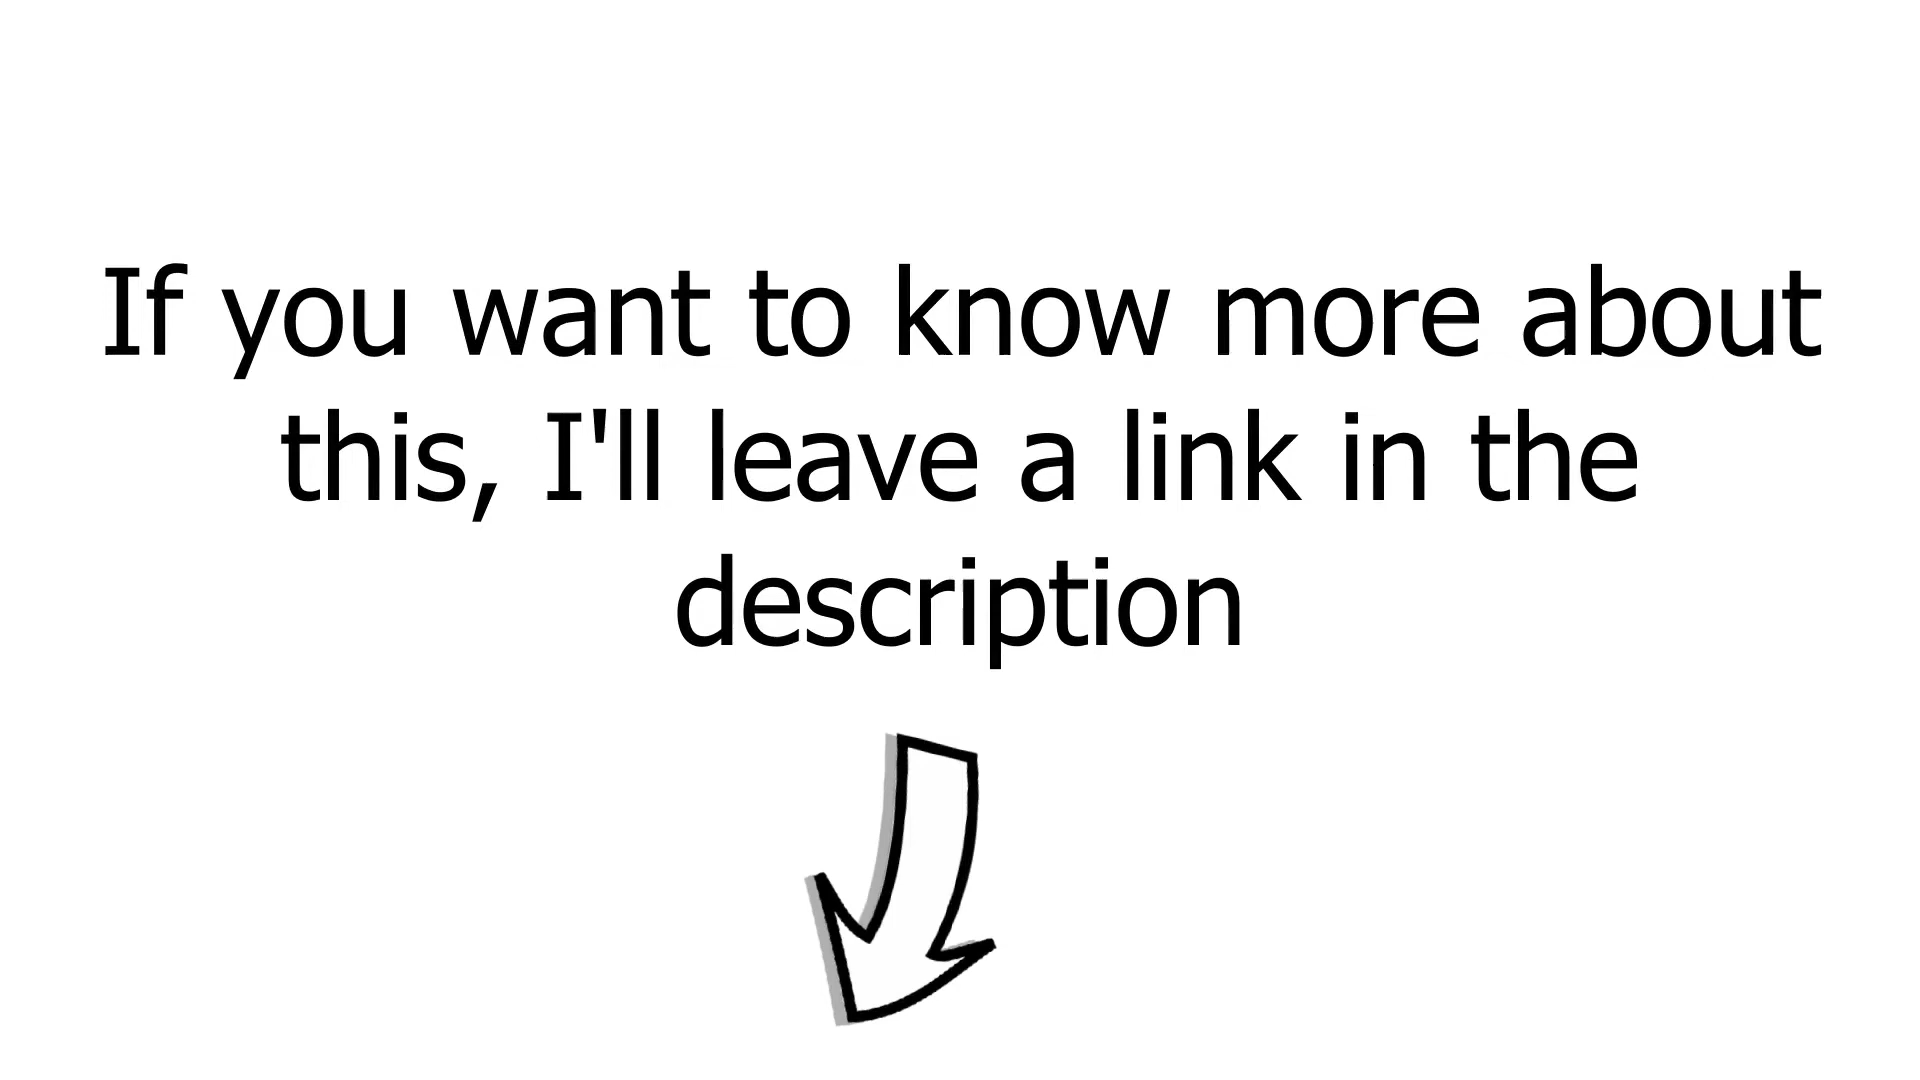 If you want to know more about
this, I'll leave a link in the
description